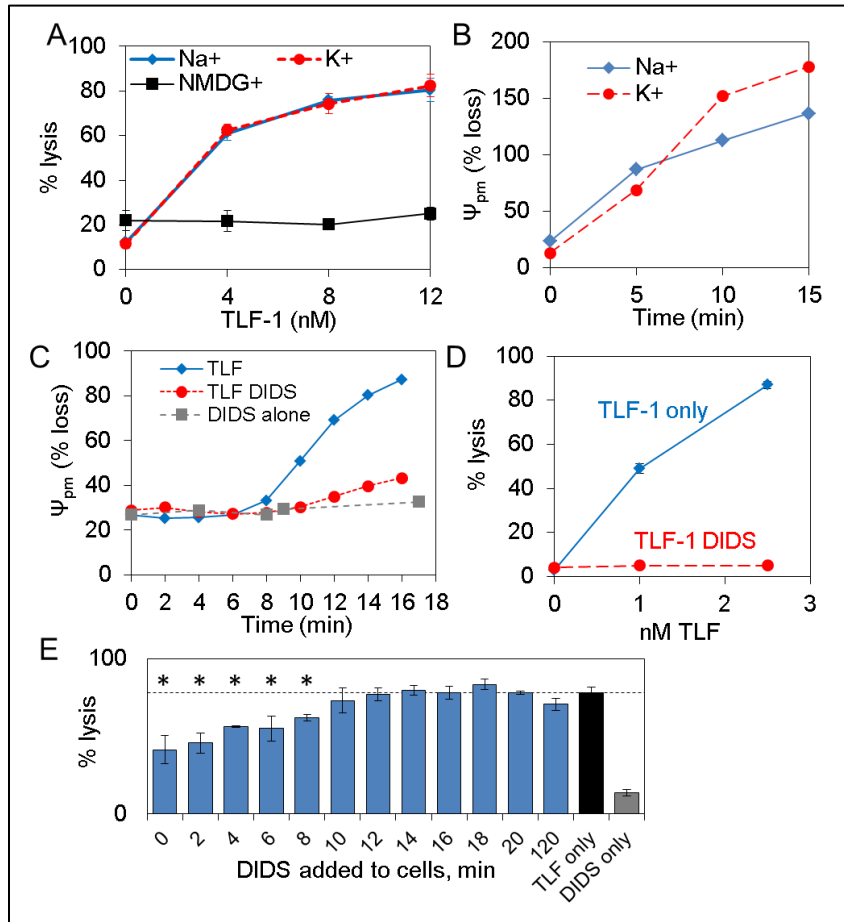 A
Na+
K+
NMDG+
% lysis
100
80
60
40
20
0
0
4
8
12
TLF-1 (nM)
B
Na+
K+
Ψpm (% loss)
200
150
100
50
0
0
5
10
15
Time (min)
C
TLF
TLF DIDS
DIDS alone
Ψpm (% loss)
100
80
60
40
20
0
0
2
4
6
8
10
12
14
16
18
Time (min)
D
TLF-1 only
TLF-1 DIDS
% lysis
100
80
60
40
20
0
0
1
2
3
nM TLF
E
* * * * *
% lysis
100
0
0
2
4
6
8
10
12
14
16
18
20
120
TLF only
DIDS only
DIDS added to cells, min